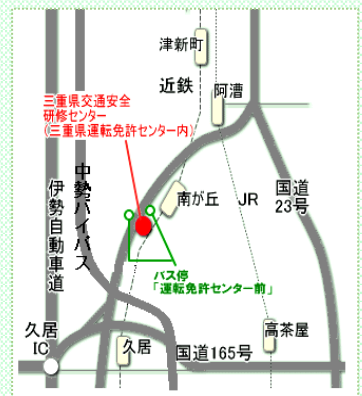 津新町
近鉄
阿漕
三重県交通安全
研修センター
(三重県運転免許センター内)
中勢バイパス
伊勢自動車道
南が丘
JR
国道
23号
バス停
「運転免許センター前」
久居
IC
久居
国道165号
高茶屋